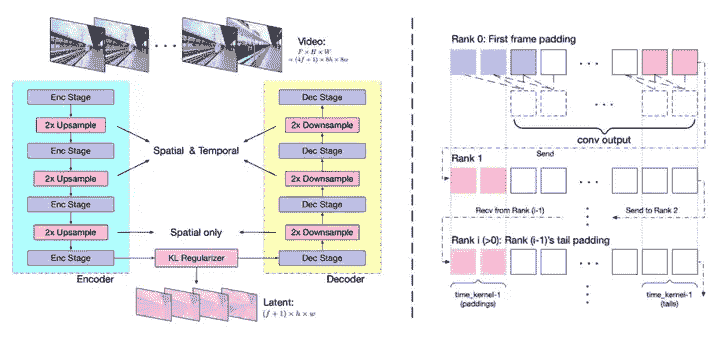 Video:
F × H × W
= (4f + 1) × 8h × 8w
Enc Stage
2x Upsample
Enc Stage
2x Upsample
Enc Stage
2x Upsample
Enc Stage
Encoder
Spatial & Temporal
Spatial only
KL Regularizer
Dec Stage
2x Downsample
Dec Stage
2x Downsample
Dec Stage
2x Downsample
Dec Stage
Decoder
Latent:
(f + 1) × h × w
Rank 0: First frame padding
conv output
Send
Rank 1
Recv from Rank (i-1)
Send to Rank 2
Rank i (>0): Rank (i-1)'s tail padding
time_kernel-1
(paddings)
time_kernel-1
(tails)